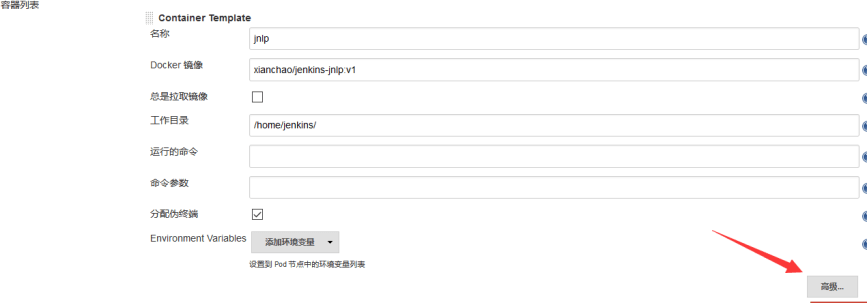 容器列表
Container Template
名称
jnlp
Docker 镜像
xianchao/jenkins-jnlp:v1
总是拉取镜像
工作目录
/home/jenkins/
运行的命令
命令参数
分配伪终端
Environment Variables
添加环境变量
设置到 Pod 节点中的环境变量列表
高级...